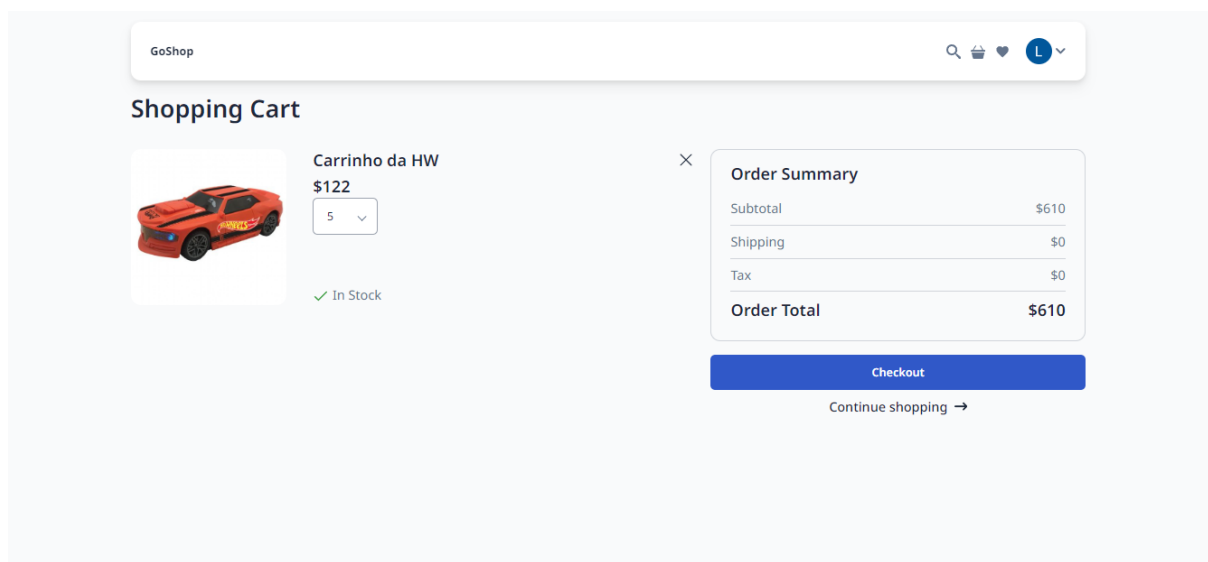 GoShop
L
Shopping Cart
Carrinho da HW
$122
5
In Stock
Order Summary
Subtotal $610
Shipping $0
Tax $0
Order Total $610
Checkout
Continue shopping →